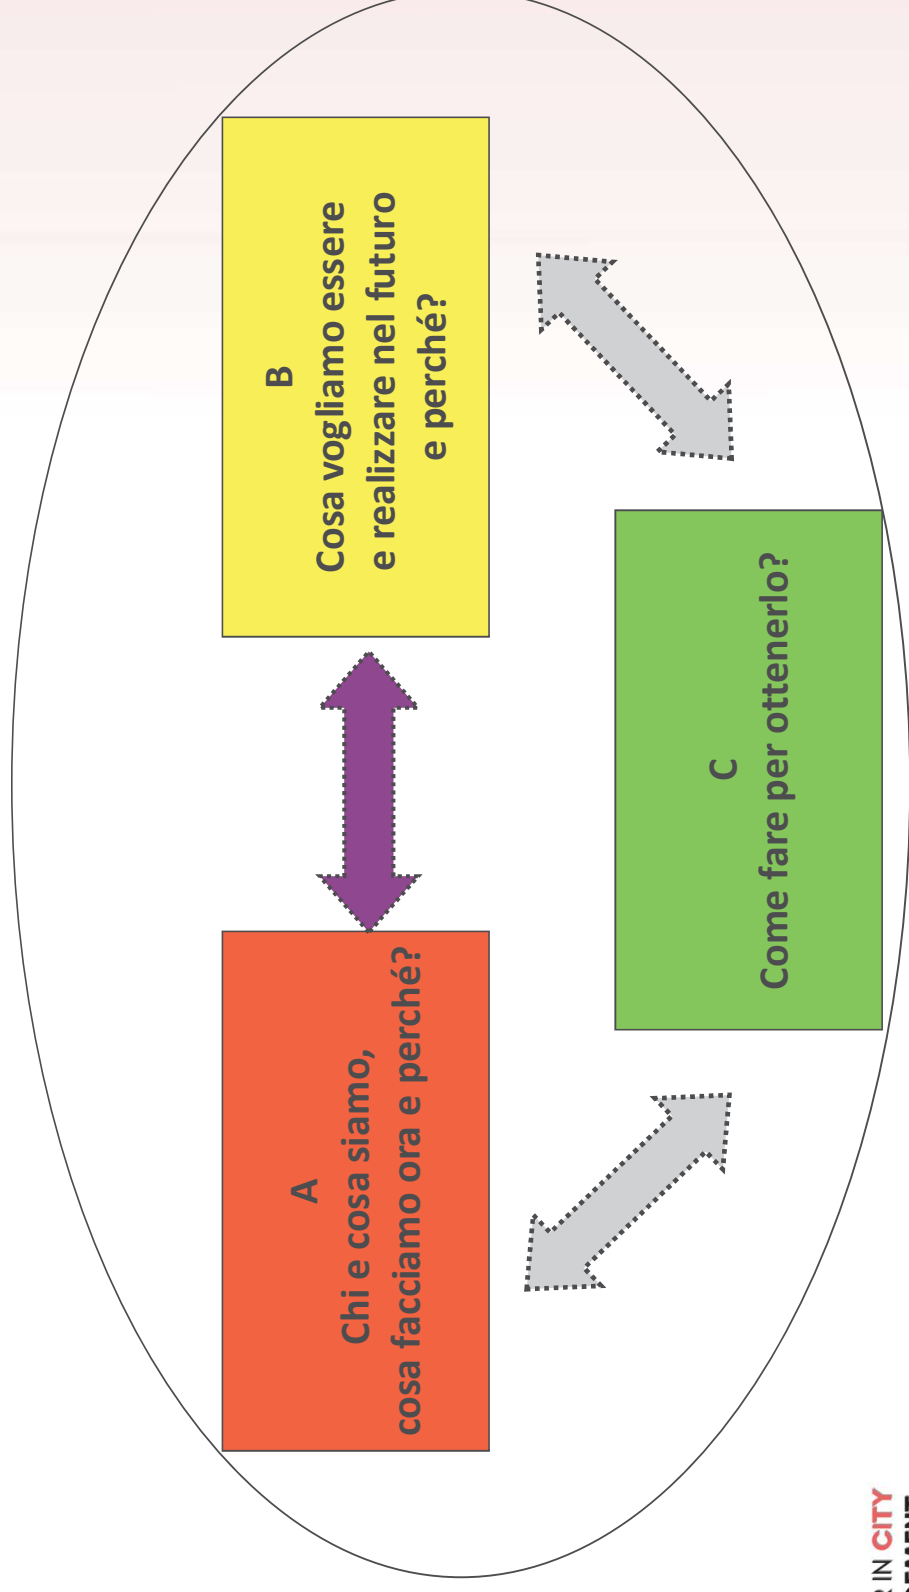 A
Chi e cosa siamo,
cosa facciamo ora e perché?
B
Cosa vogliamo essere
e realizzare nel futuro
e perché?
C
Come fare per ottenerlo?
IN CITY